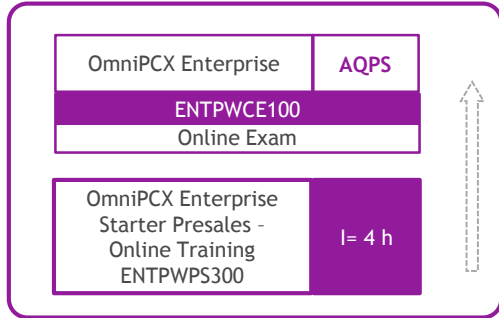 OmniPCX Enterprise
AQPS
ENTPWCE100
Online Exam
OmniPCX Enterprise
Starter Presales –
Online Training
ENTPWPS300
I= 4 h